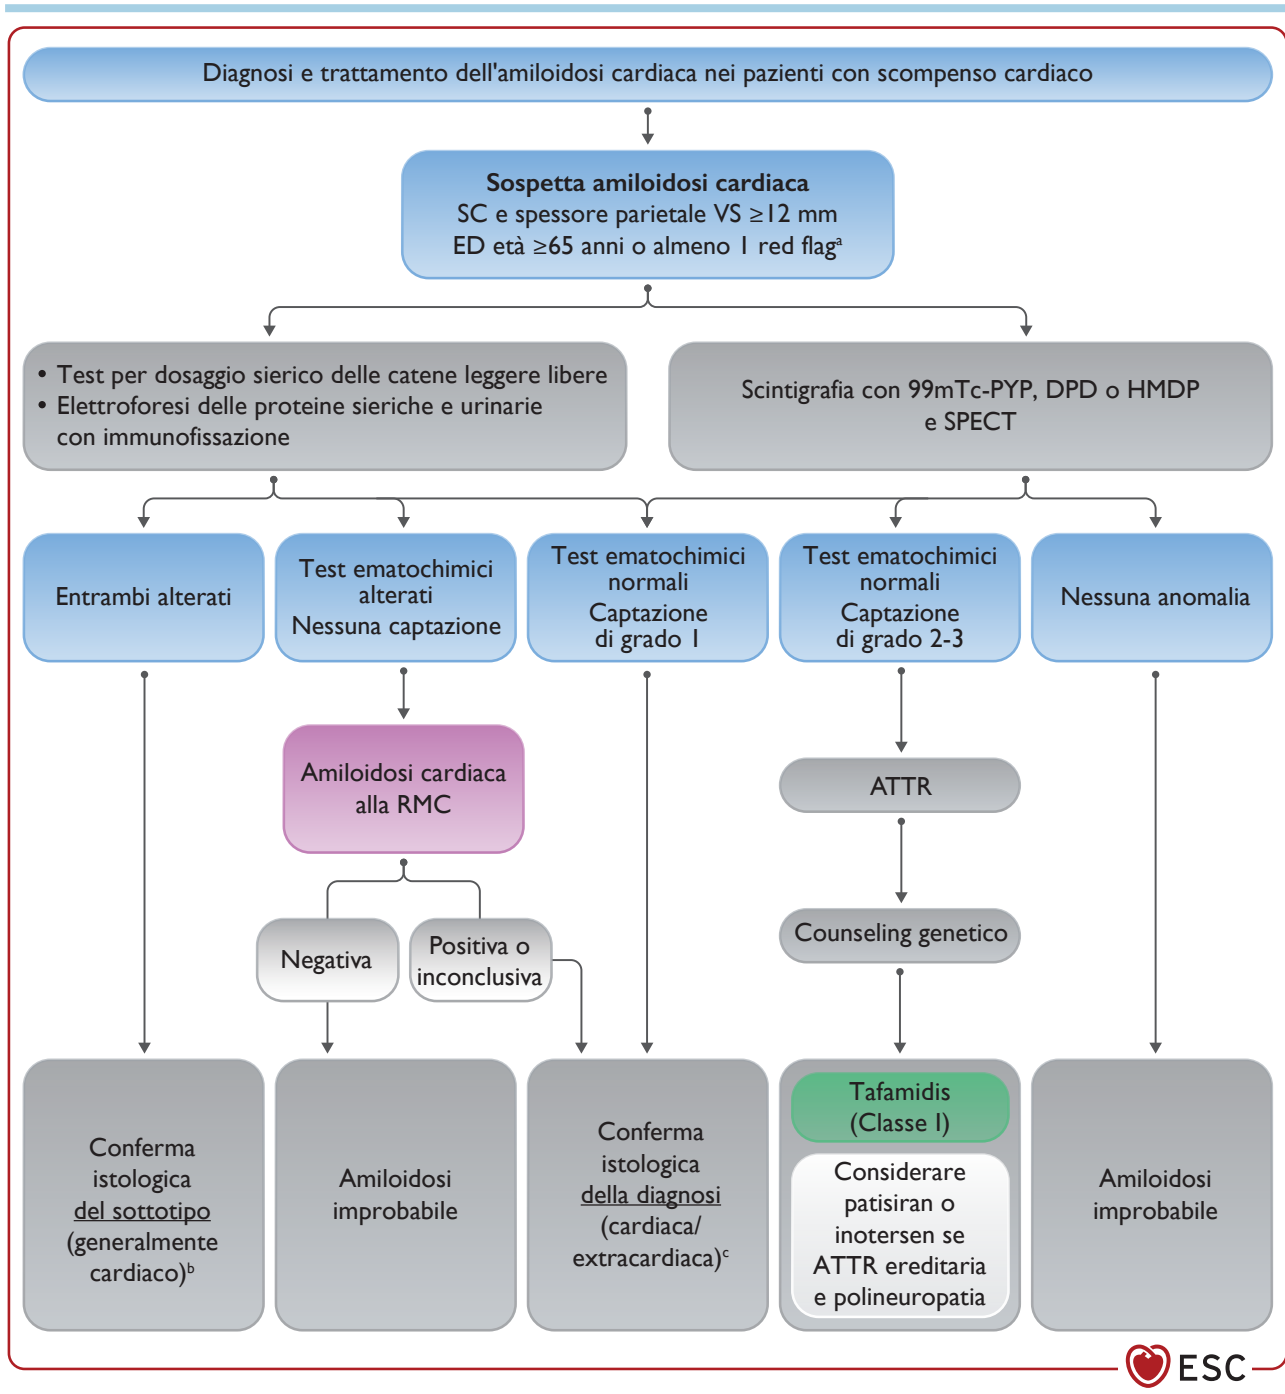 Diagnosi e trattamento dell'amiloidosi cardiaca nei pazienti con scompenso cardiaco
Sospetta amiloidosi cardiaca
SC e spessore parietale VS ≥12 mm
ED età ≥65 anni o almeno 1 red flagᵃ
• Test per dosaggio sierico delle catene leggere libere
• Elettroforesi delle proteine sieriche e urinarie
con immunofissazione
Scintigrafia con 99mTc-PYP, DPD o HMDP
e SPECT
Entrambi alterati
Test ematochimici
alterati
Nessuna captazione
Test ematochimici
normali
Captazione
di grado 1
Test ematochimici
normali
Captazione
di grado 2-3
Nessuna anomalia
Amiloidosi cardiaca
alla RMC
ATTR
Negativa
Positiva o
inconclusiva
Counseling genetico
Conferma
istologica
del sottotipo
(generalmente
cardiaco)ᵇ
Amiloidosi
improbabile
Conferma
istologica
della diagnosi
(cardiaca/
extracardiaca)ᶜ
Tafamidis
(Classe I)
Considerare
patisiran o
inotersen se
ATTR ereditaria
e polineuropatia
Amiloidosi
improbabile
ESC